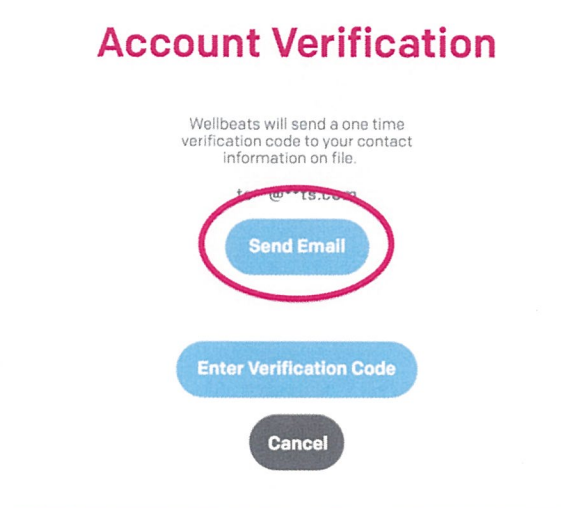 Account Verification
Wellbeats will send a one time
verification code to your contact
information on file.
Send Email
Enter Verification Code
Cancel